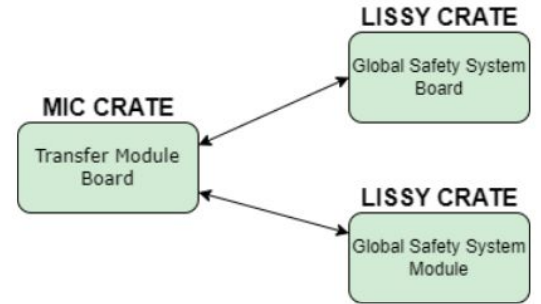 LISSY CRATE
Global Safety System
Board
MIC CRATE
Transfer Module
Board
LISSY CRATE
Global Safety System
Module